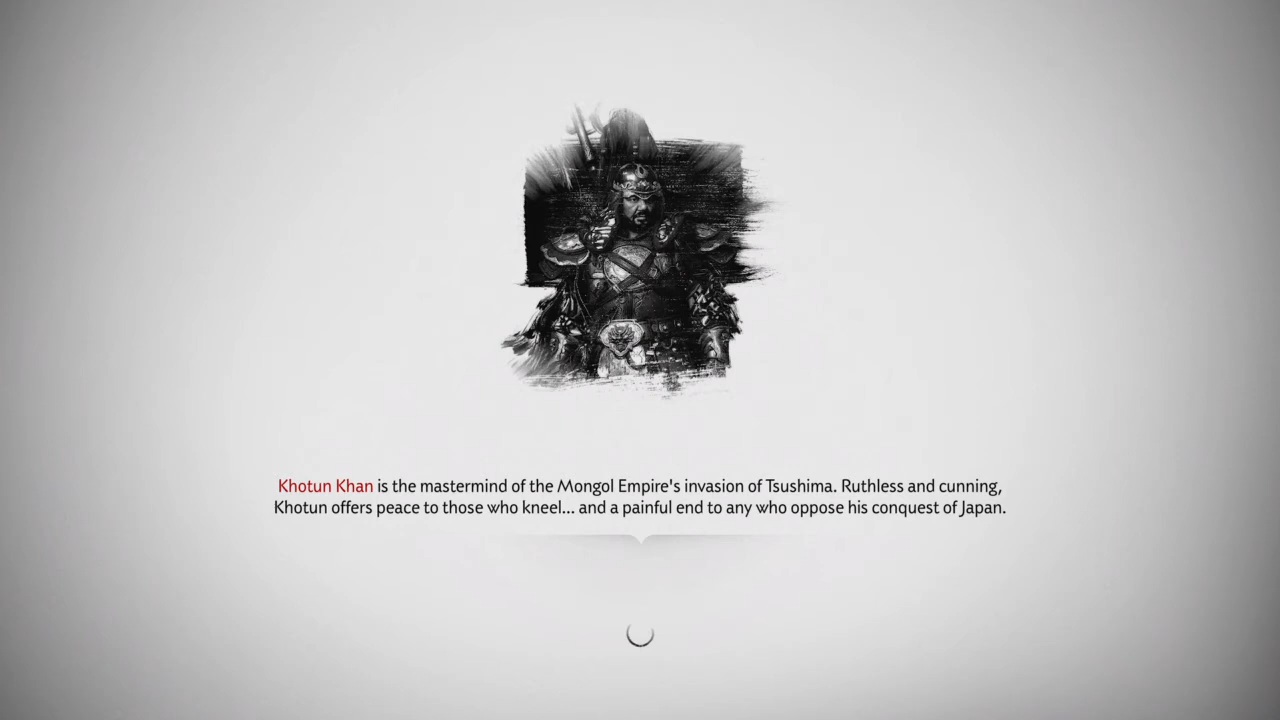 Khotun Khan is the mastermind of the Mongol Empire's invasion of Tsushima. Ruthless and cunning,
Khotun offers peace to those who kneel... and a painful end to any who oppose his conquest of Japan.